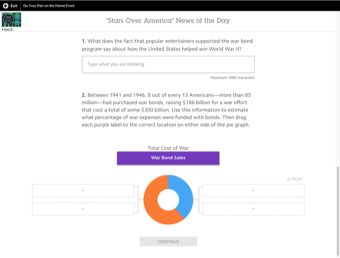 Exit
Do Your Part on the Home Front
BACK
"Stars Over America" News of the Day
1. What does the fact that popular entertainers supported the war bond
program say about how the United States helped win World War II?
Type what you are thinking.
Maximum: 1000 characters
2. Between 1941 and 1946, 8 out of every 13 Americans—more than 85
million—had purchased war bonds, raising $186 billion for a war effort
that cost a total of some $300 billion. Use this information to estimate
what percentage of war expenses were funded with bonds. Then drag
each purple label to the correct location on either side of the pie graph.
Total Cost of War
War Bond Sales
Reset
CONTINUE